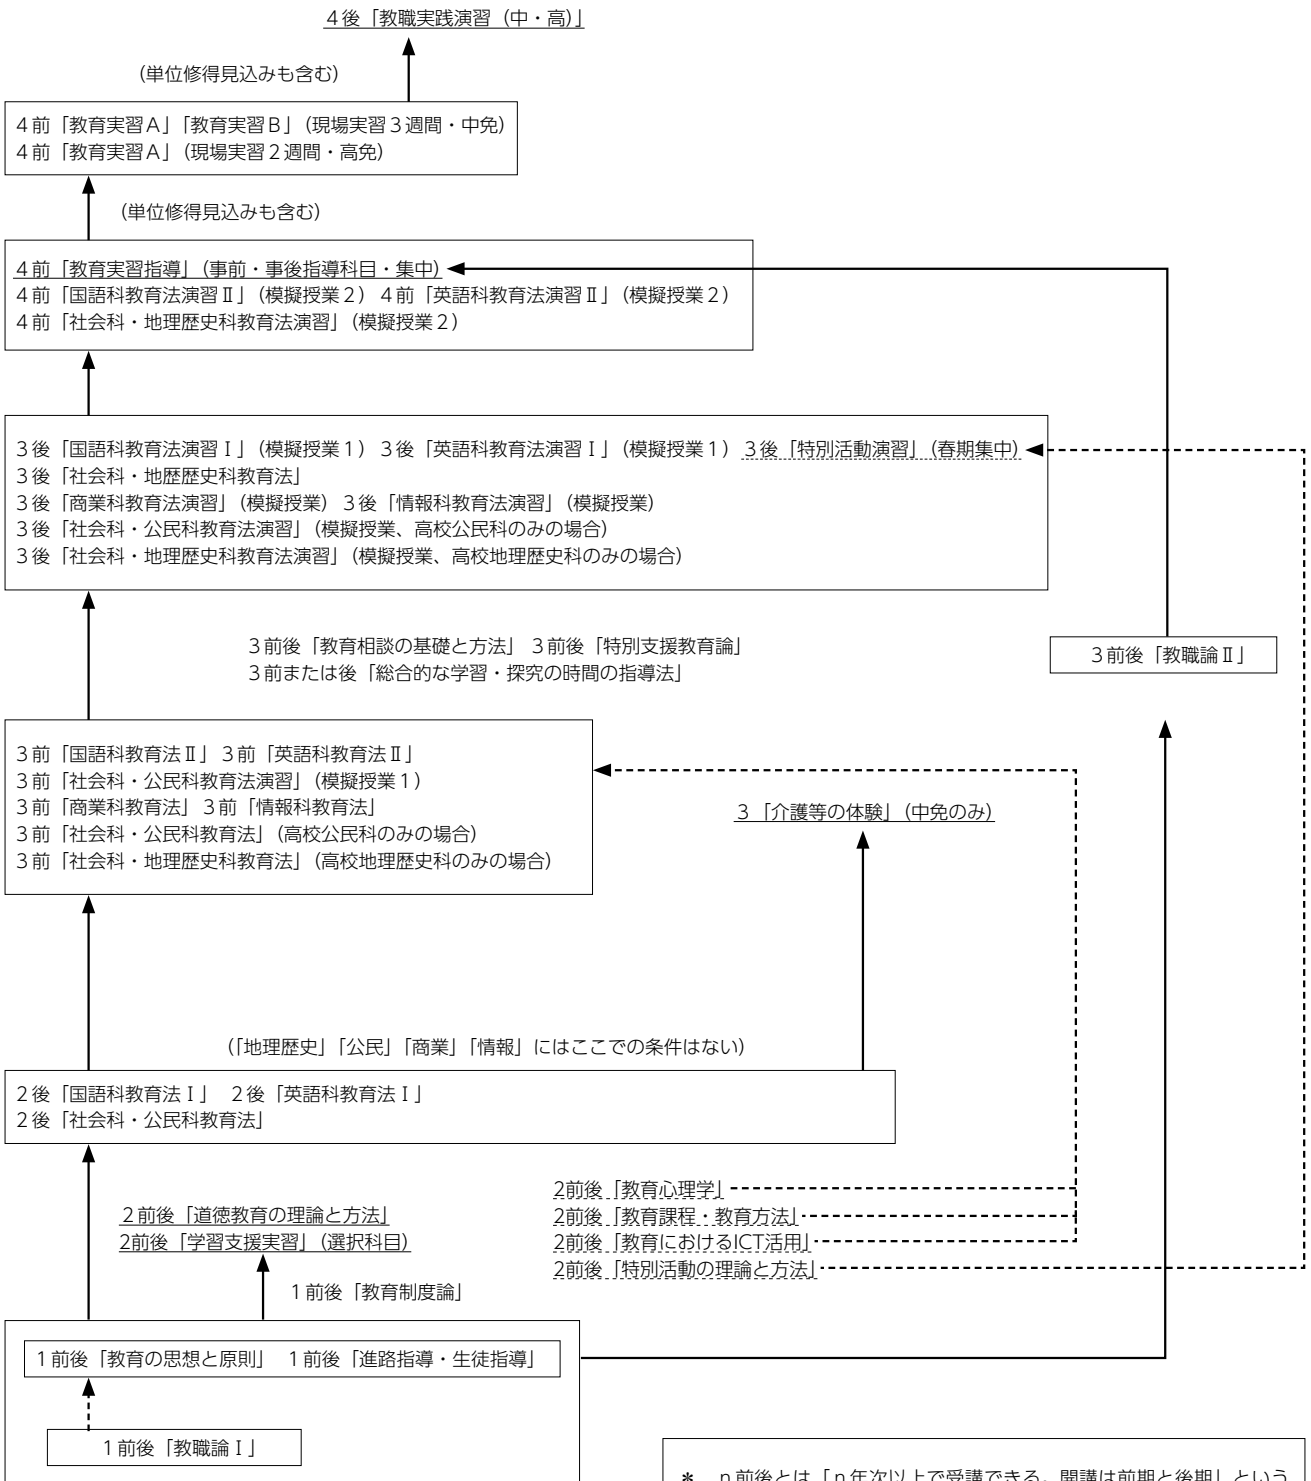 4後「教職実践演習（中・高）」
（単位修得見込みも含む）
4前「教育実習A」「教育実習B」（現場実習3週間・中免）
4前「教育実習A」（現場実習2週間・高免）
（単位修得見込みも含む）
4前「教育実習指導」（事前・事後指導科目・集中）
4前「国語科教育法演習Ⅱ」（模擬授業2） 4前「英語科教育法演習Ⅱ」（模擬授業2）
4前「社会科・地理歴史科教育法演習」（模擬授業2）
3後「国語科教育法演習Ⅰ」（模擬授業1） 3後「英語科教育法演習Ⅰ」（模擬授業1） 3後「特別活動演習」（春期集中）
3後「社会科・地歴歴史科教育法」
3後「商業科教育法演習」（模擬授業） 3後「情報科教育法演習」（模擬授業）
3後「社会科・公民科教育法演習」（模擬授業、高校公民科のみの場合）
3後「社会科・地理歴史科教育法演習」（模擬授業、高校地理歴史科のみの場合）
3前後「教育相談の基礎と方法」 3前後「特別支援教育論」
3前または後「総合的な学習・探究の時間の指導法」
3前後「教職論Ⅱ」
3前「国語科教育法Ⅱ」 3前「英語科教育法Ⅱ」
3前「社会科・公民科教育法演習」（模擬授業1）
3前「商業科教育法」3前「情報科教育法」
3前「社会科・公民科教育法」（高校公民科のみの場合）
3前「社会科・地理歴史科教育法」（高校地理歴史科のみの場合）
3「介護等の体験」（中免のみ）
（「地理歴史」「公民」「商業」「情報」にはここでの条件はない）
2後「国語科教育法Ⅰ」 2後「英語科教育法Ⅰ」
2後「社会科・公民科教育法」
2前後「道徳教育の理論と方法」
2前後「学習支援実習」（選択科目）
2前後「教育心理学」
2前後「教育課程・教育方法」
2前後「教育におけるICT活用」
2前後「特別活動の理論と方法」
1前後「教育制度論」
1前後「教育の思想と原則」 1前後「進路指導・生徒指導」
1前後「教職論Ⅰ」
＊ n前後とは「n年次以上で受講できる。開講は前期と後期」という